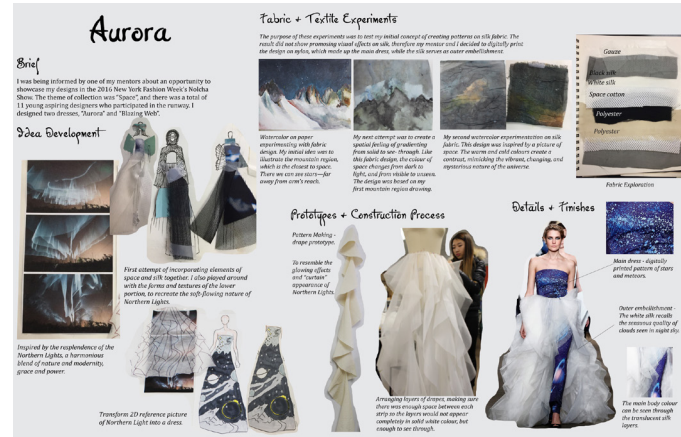 Aurora
Brief
I was being informed by one of my mentors about an opportunity to
showcase my designs in the 2016 New York Fashion Week's Nolcha
Show. The theme of collection was "Space", and there was a total of
11 young aspiring designers who participated in the runway. I
designed two dresses, "Aurora" and "Blazing Web".
Idea Development
First attempt of incorporating elements of
space and silk together. I also played around
with the forms and textures of the lower
portion, to recreate the soft-flowing nature of
Northern Lights.
Inspired by the resplendence of the
Northern Lights, a harmonious
blend of nature and modernity,
grace and power.
Transform 2D reference picture
of Northern Light into a dress.
Fabric + Textile Experiments
The purpose of these experiments was to test my initial concept of creating patterns on silk fabric. The
result did not show promising visual effects on silk, therefore my mentor and I decided to digitally print
the design on nylon, which made up the main dress, while the silk serves as outer embellishment.
Watercolor on paper
experimenting with fabric
design. My initial idea was to
illustrate the mountain region,
which is the closest to space.
There we can see stars—far
away from arm's reach.
My next attempt was to create a
spatial feeling of gradienting
from solid to see-through. Like
this fabric design, the colour of
space changes from dark to
light, and from visible to unseen.
The design was based on my
first mountain region drawing.
My second watercolor experimentation on silk
fabric. This design was inspired by a picture of
space. The warm and cold colours create a
contrast, mimicking the vibrant, changing, and
mysterious nature of the universe.
Gauze
Black silk
White silk
Space cotton
Polyester
Polyester
Fabric Exploration
Prototypes + Construction Process
Pattern Making -
drape prototype.
To resemble the
glowing effects
and "curtain"
appearance of
Northern Lights.
Arranging layers of drapes, making sure
there was enough space between each
strip so the layers would not appear
completely in solid white colour, but
enough to see through.
Details + Finishes
Main dress - digitally
printed pattern of stars
and meteors.
Outer embellishment -
The white silk recalls
the sensuous quality of
clouds seen in night sky.
The main body colour
can be seen through
the translucent silk
layers.